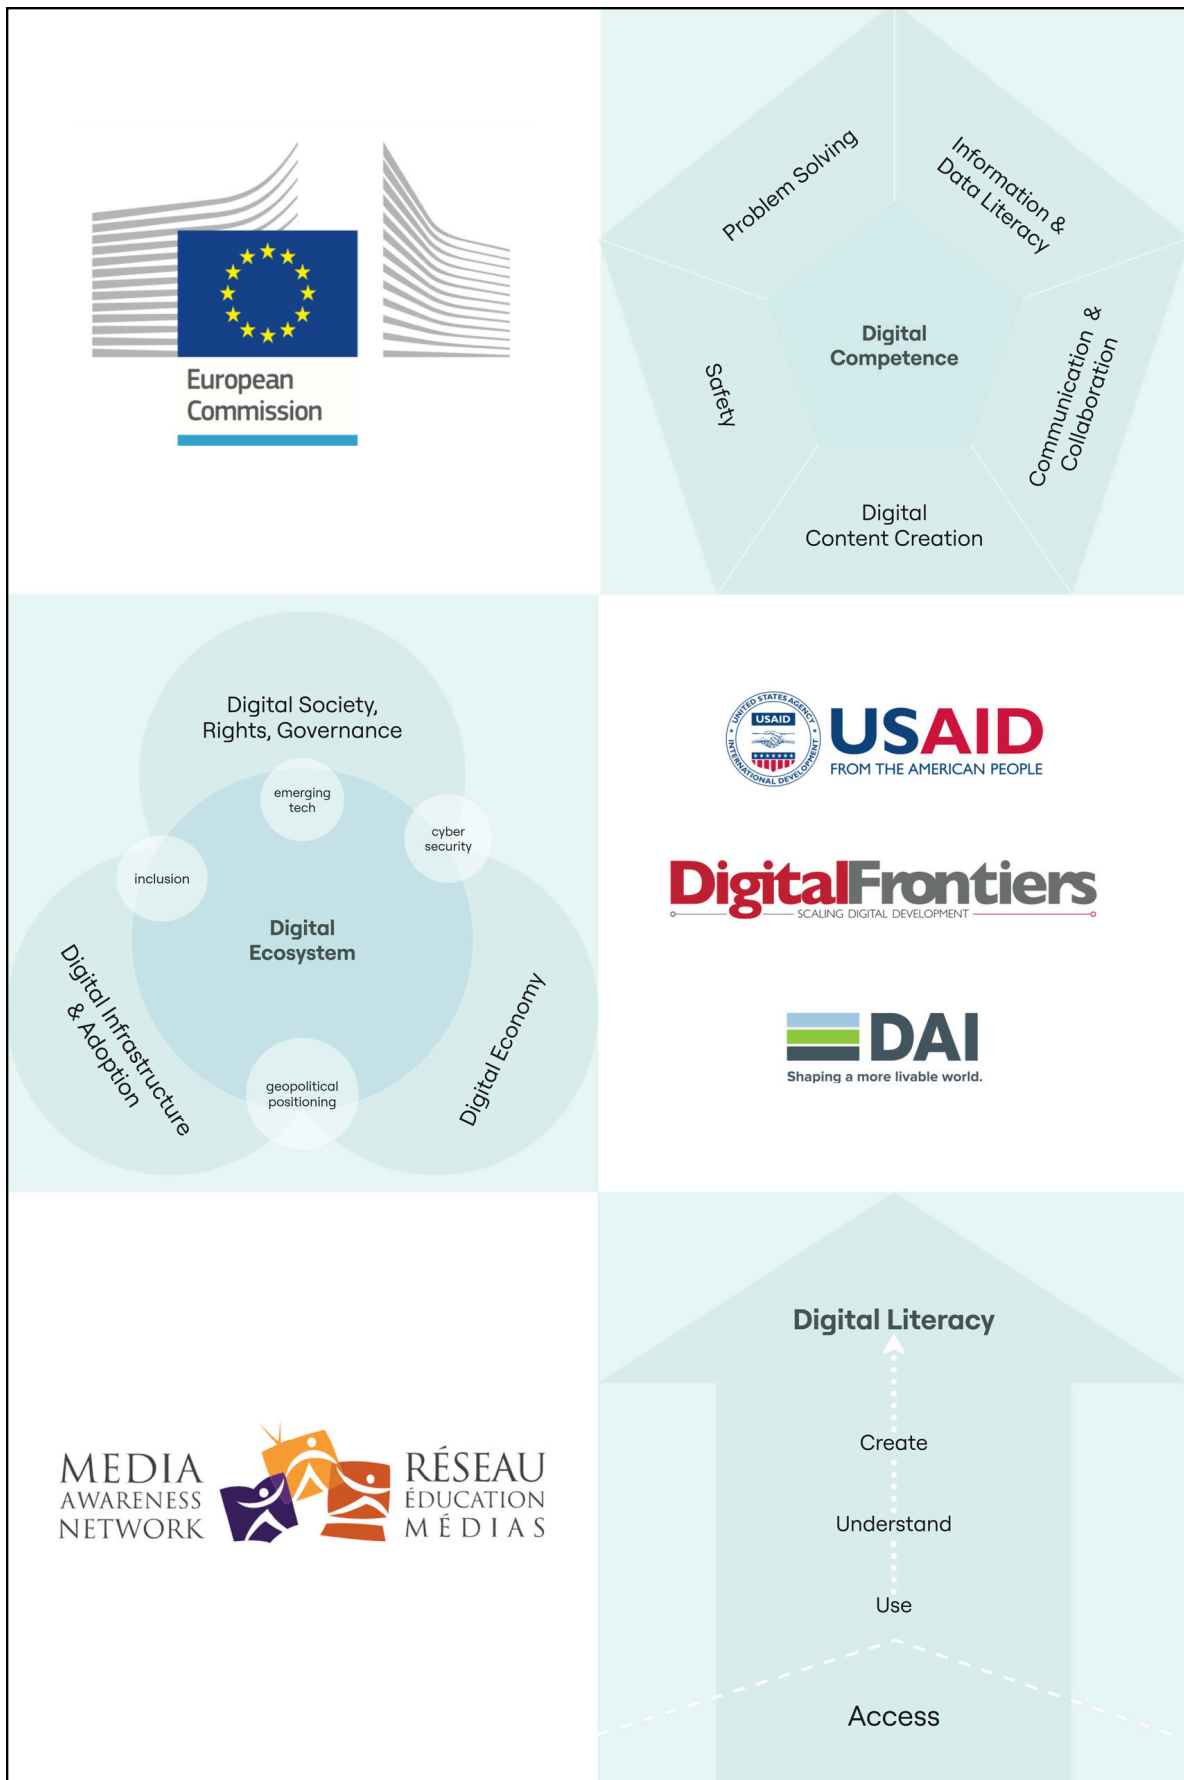 European
Commission
Problem Solving
Information &
Data Literacy
Digital
Competence
Safety
Communication &
Collaboration
Digital
Content Creation
Digital Society,
Rights, Governance
emerging
tech
cyber
security
inclusion
Digital
Ecosystem
Digital Infrastructure
& Adoption
Digital Economy
geopolitical
positioning
UNITED STATES AGENCY
USAID
INTERNATIONAL DEVELOPMENT
USAID
FROM THE AMERICAN PEOPLE
DigitalFrontiers
SCALING DIGITAL DEVELOPMENT
DAI
Shaping a more livable world.
MEDIA
AWARENESS
NETWORK
RÉSEAU
ÉDUCATION
MÉDIAS
Digital Literacy
Create
Understand
Use
Access